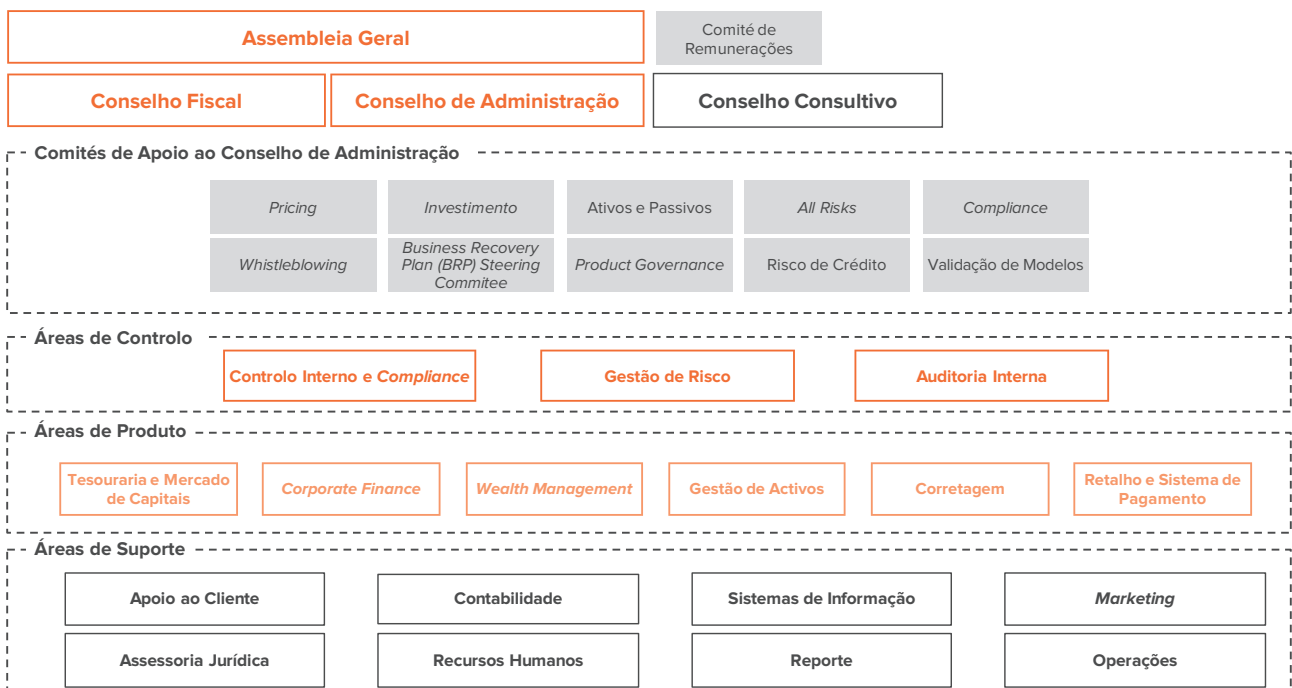 Assembleia Geral
Comité de
Remunerações
Conselho Fiscal
Conselho de Administração
Conselho Consultivo
Comités de Apoio ao Conselho de Administração
Pricing
Investimento
Ativos e Passivos
All Risks
Compliance
Whistleblowing
Business Recovery
Plan (BRP) Steering
Commitee
Product Governance
Risco de Crédito
Validação de Modelos
Áreas de Controlo
Controlo Interno e Compliance
Gestão de Risco
Auditoria Interna
Áreas de Produto
Tesouraria e Mercado
de Capitais
Corporate Finance
Wealth Management
Gestão de Activos
Corretagem
Retalho e Sistema de
Pagamento
Áreas de Suporte
Apoio ao Cliente
Contabilidade
Sistemas de Informação
Marketing
Assessoria Jurídica
Recursos Humanos
Reporte
Operações